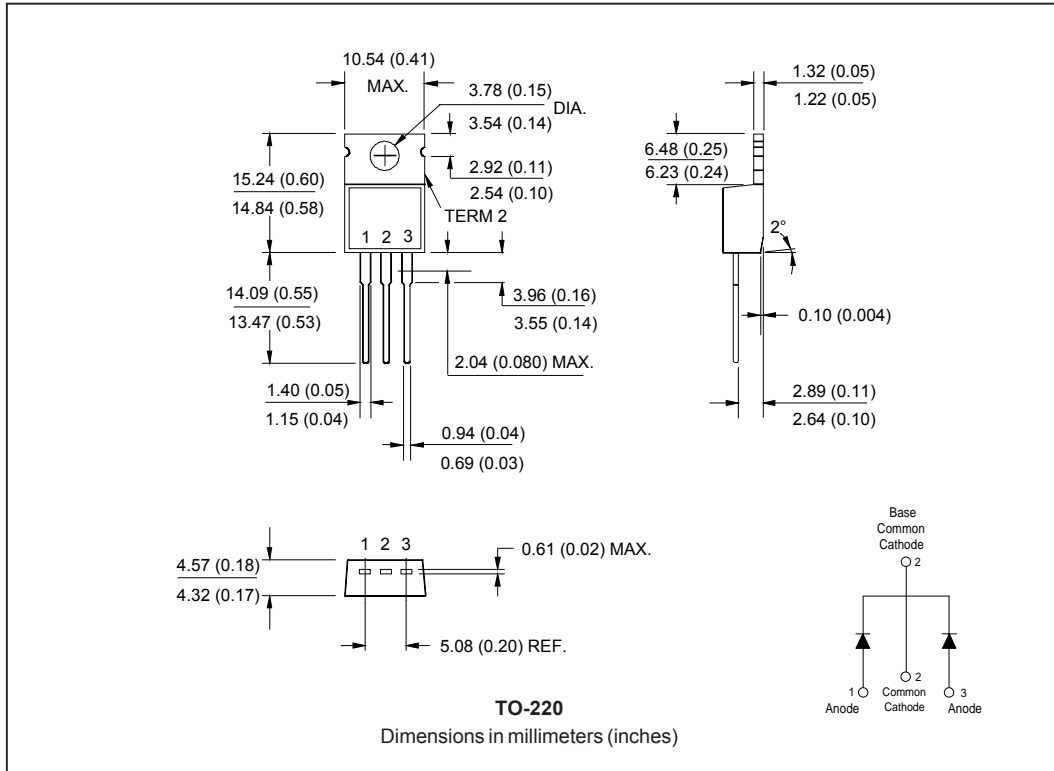 10.54 (0.41)
MAX.
3.78 (0.15)
3.54 (0.14)
DIA.
1.32 (0.05)
1.22 (0.05)
15.24 (0.60)
14.84 (0.58)
2.92 (0.11)
2.54 (0.10)
TERM 2
6.48 (0.25)
6.23 (0.24)
2°
1 2 3
14.09 (0.55)
13.47 (0.53)
3.96 (0.16)
3.55 (0.14)
0.10 (0.004)
2.04 (0.080) MAX.
1.40 (0.05)
1.15 (0.04)
2.89 (0.11)
2.64 (0.10)
0.94 (0.04)
0.69 (0.03)
1 2 3
4.57 (0.18)
4.32 (0.17)
0.61 (0.02) MAX.
5.08 (0.20) REF.
Base
Common
Cathode
2
1
Anode
2
Common
Cathode
3
Anode
TO-220
Dimensions in millimeters (inches)